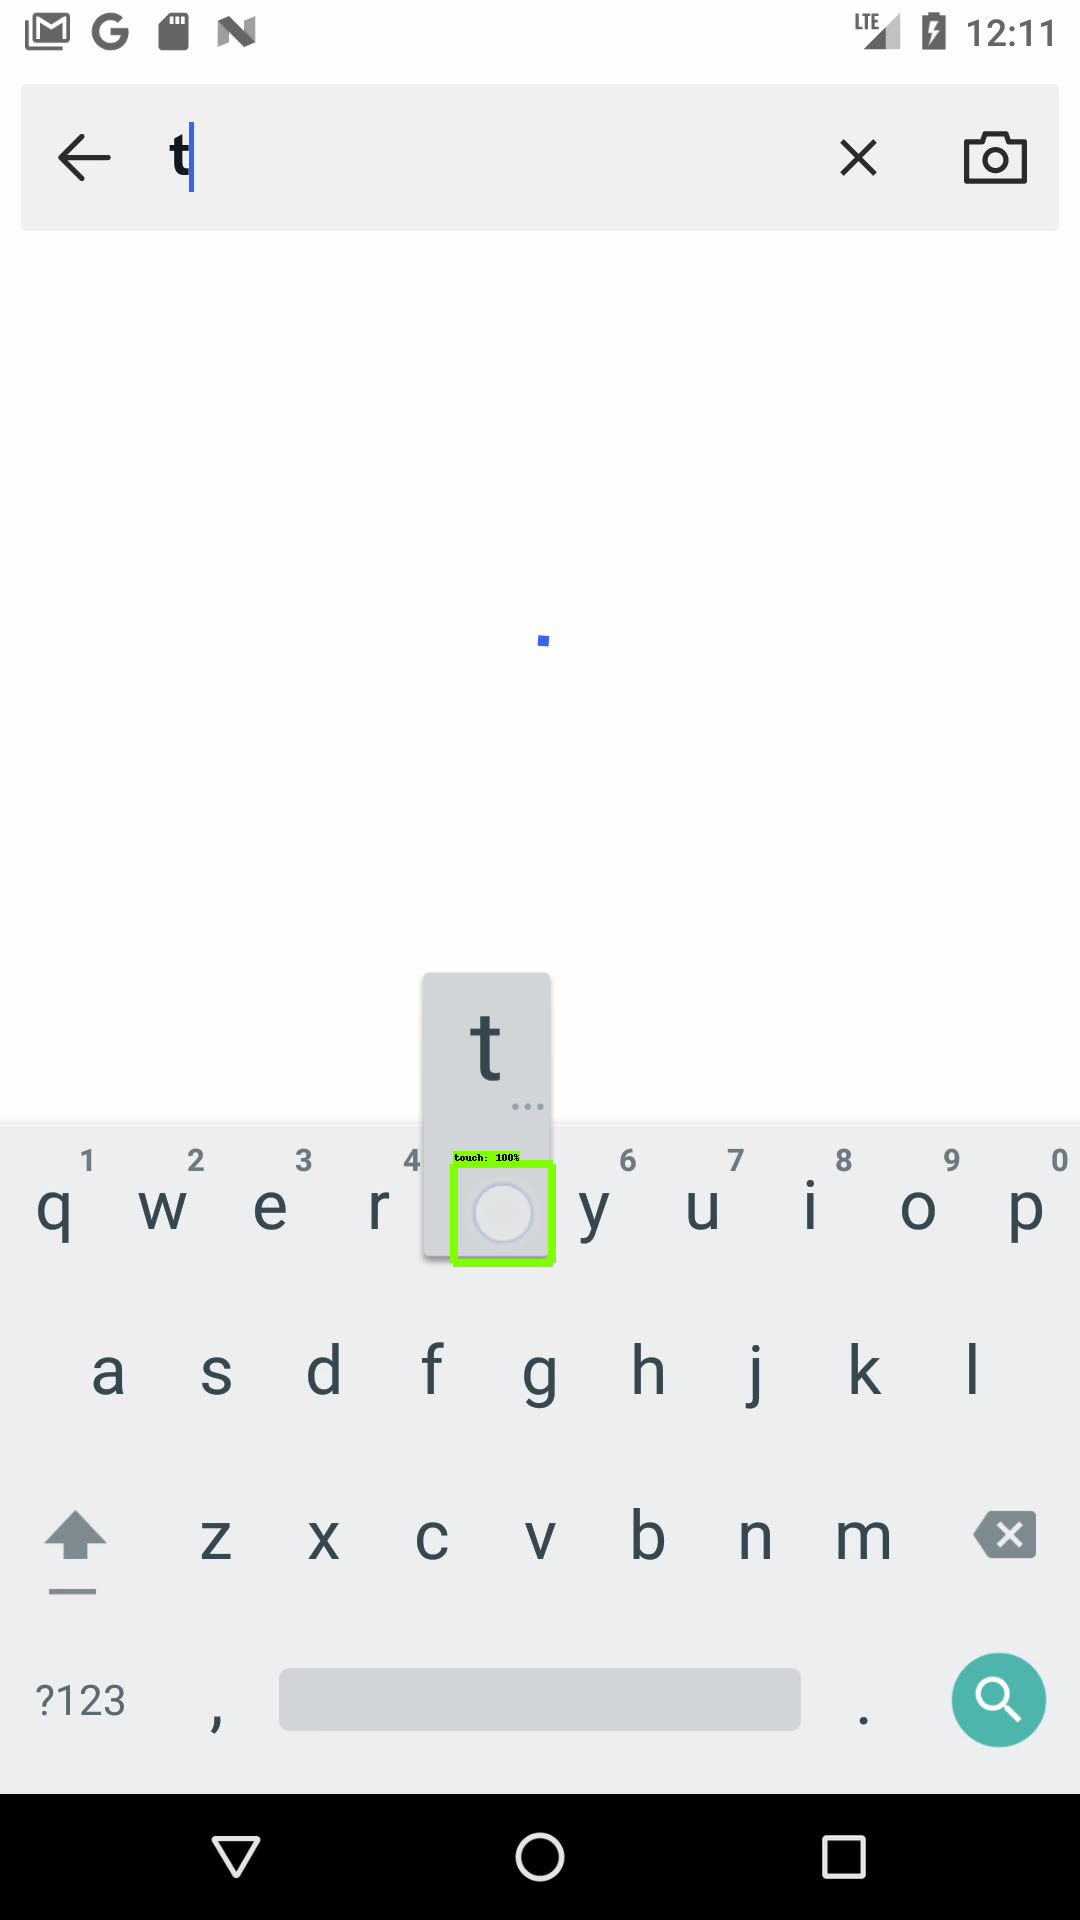 LTE 12:11
t
t
...
touch: 100%
1 2 3 4 6 7 8 9 0
q w e r y u i o p
a s d f g h j k l
z x c v b n m
?123 , .